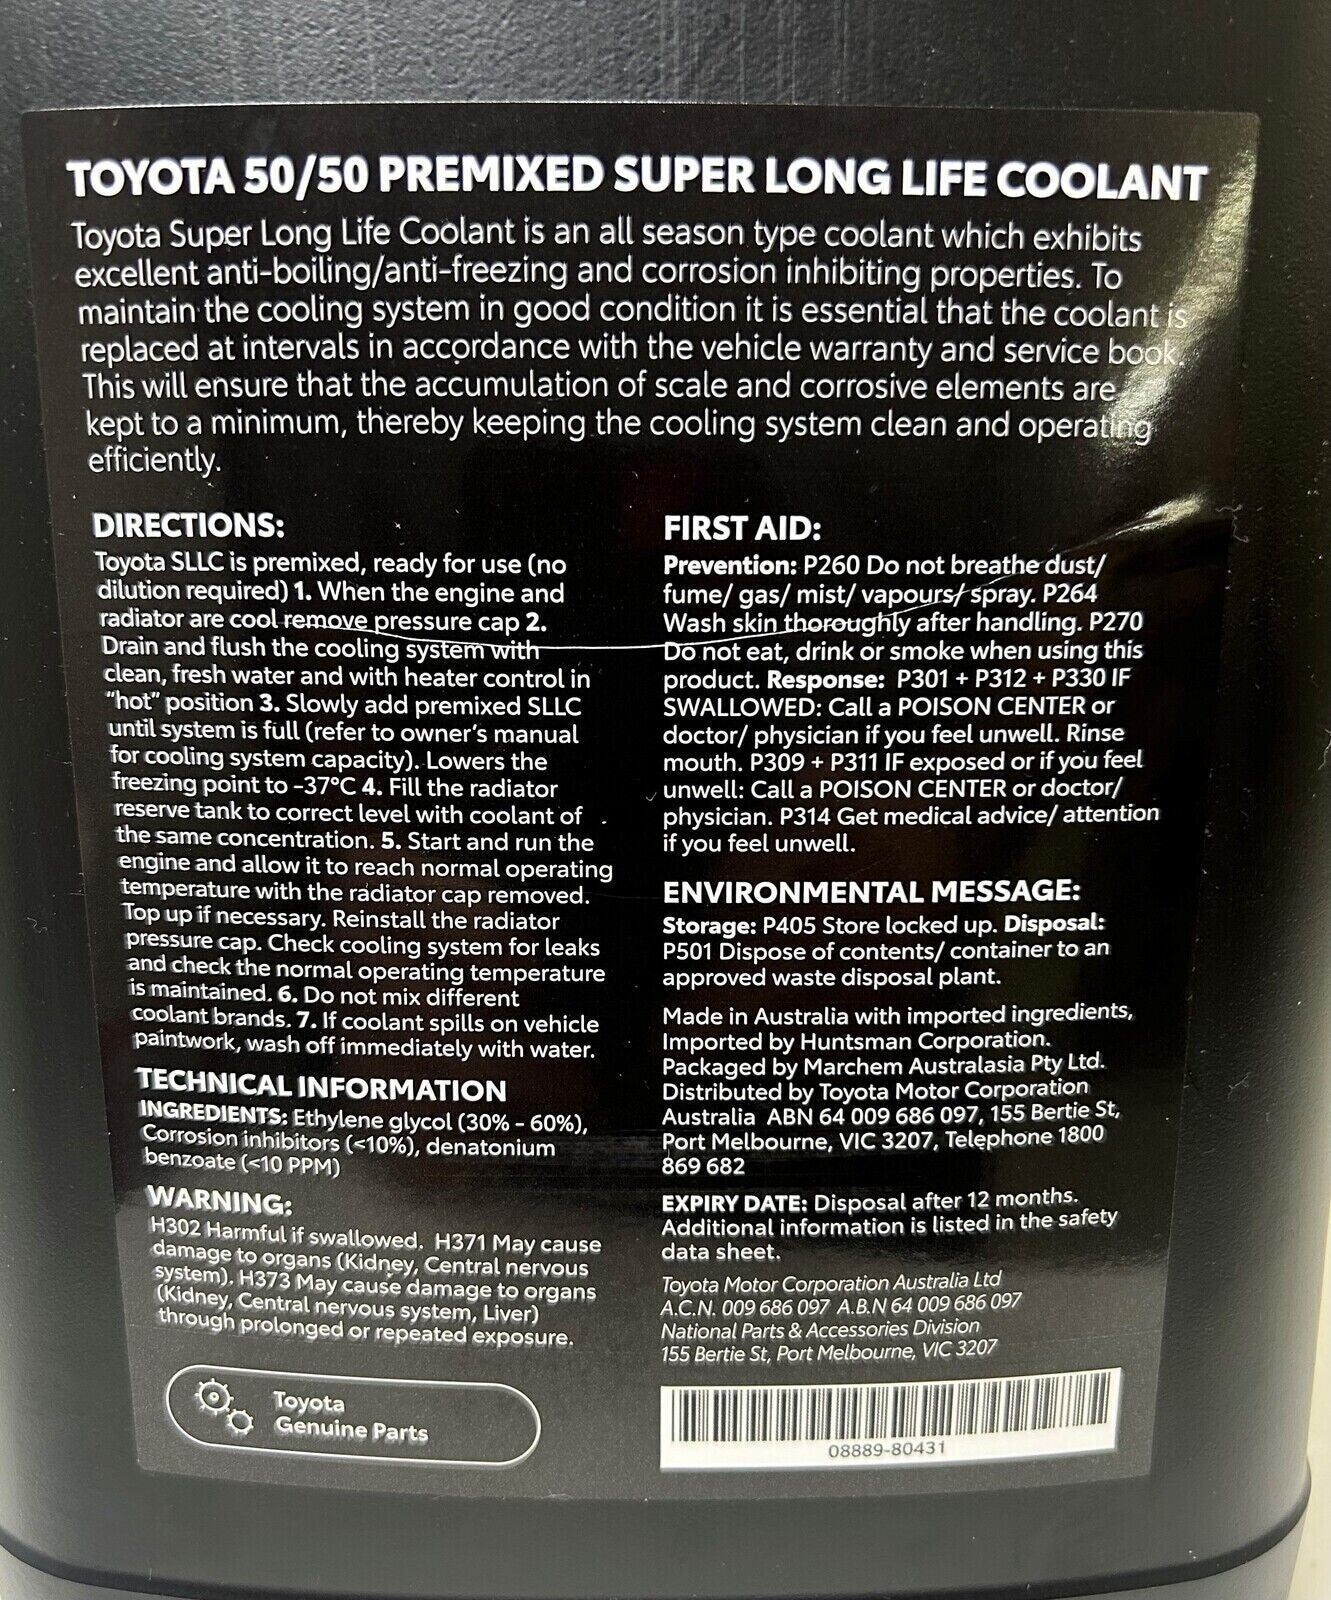 TOYOTA 50/50 PREMIXED SUPER LONG LIFE COOLANT
Toyota Super Long Life Coolant is an all season type coolant which exhibits
excellent anti-boiling/anti-freezing and corrosion inhibiting properties. To
maintain the cooling system in good condition it is essential that the coolant is
replaced at intervals in accordance with the vehicle warranty and service book.
This will ensure that the accumulation of scale and corrosive elements are
kept to a minimum, thereby keeping the cooling system clean and operating
efficiently.
DIRECTIONS:
Toyota SLLC is premixed, ready for use (no
dilution required) 1. When the engine and
radiator are cool remove pressure cap 2.
Drain and flush the cooling system with
clean, fresh water and with heater control in
"hot" position 3. Slowly add premixed SLLC
until system is full (refer to owner's manual
for cooling system capacity). Lowers the
freezing point to -37°C 4. Fill the radiator
reserve tank to correct level with coolant of
the same concentration. 5. Start and run the
engine and allow it to reach normal operating
temperature with the radiator cap removed.
Top up if necessary. Reinstall the radiator
pressure cap. Check cooling system for leaks
and check the normal operating temperature
is maintained. 6. Do not mix different
coolant brands. 7. If coolant spills on vehicle
paintwork, wash off immediately with water.
TECHNICAL INFORMATION
INGREDIENTS: Ethylene glycol (30% - 60%),
Corrosion inhibitors (<10%), denatonium
benzoate (<10 PPM)
WARNING:
H302 Harmful if swallowed. H371 May cause
damage to organs (Kidney, Central nervous
system). H373 May cause damage to organs
(Kidney, Central nervous system, Liver)
through prolonged or repeated exposure.
Toyota
Genuine Parts
FIRST AID:
Prevention: P260 Do not breathe dust/
fume/ gas/ mist/ vapours/ spray. P264
Wash skin thoroughly after handling. P270
Do not eat, drink or smoke when using this
product. Response: P301 + P312 + P330 IF
SWALLOWED: Call a POISON CENTER or
doctor/ physician if you feel unwell. Rinse
mouth. P309 + P311 IF exposed or if you feel
unwell: Call a POISON CENTER or doctor/
physician. P314 Get medical advice/ attention
if you feel unwell.
ENVIRONMENTAL MESSAGE:
Storage: P405 Store locked up. Disposal:
P501 Dispose of contents/ container to an
approved waste disposal plant.
Made in Australia with imported ingredients,
Imported by Huntsman Corporation.
Packaged by Marchem Australasia Pty Ltd.
Distributed by Toyota Motor Corporation
Australia ABN 64 009 686 097, 155 Bertie St,
Port Melbourne, VIC 3207, Telephone 1800
869 682
EXPIRY DATE: Disposal after 12 months.
Additional information is listed in the safety
data sheet.
Toyota Motor Corporation Australia Ltd
A.C.N. 009 686 097 A.B.N 64 009 686 097
National Parts & Accessories Division
155 Bertie St, Port Melbourne, VIC 3207
08889-80431